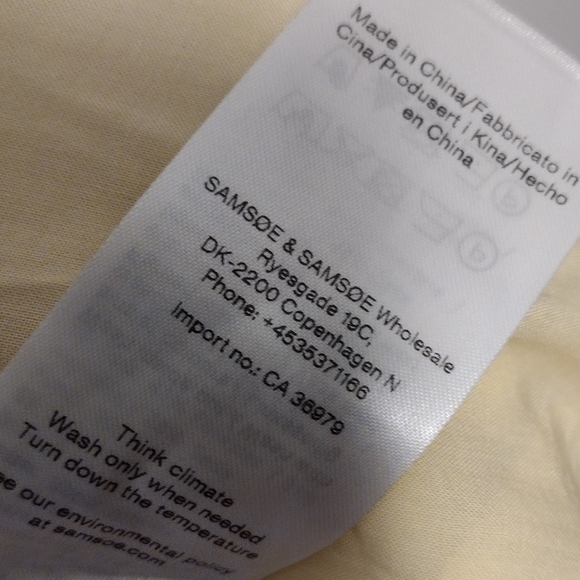 Made in China/Fabbricato in
Cina/Produsert i Kina/Hecho
en China
SAMSØE & SAMSØE Wholesale
Ryesgade 19C,
DK-2200 Copenhagen N
Phone: +4535371166
Import no.: CA 36979
Think climate
Wash only when needed
Turn down the temperature
our environmental policy
at samsoe.com